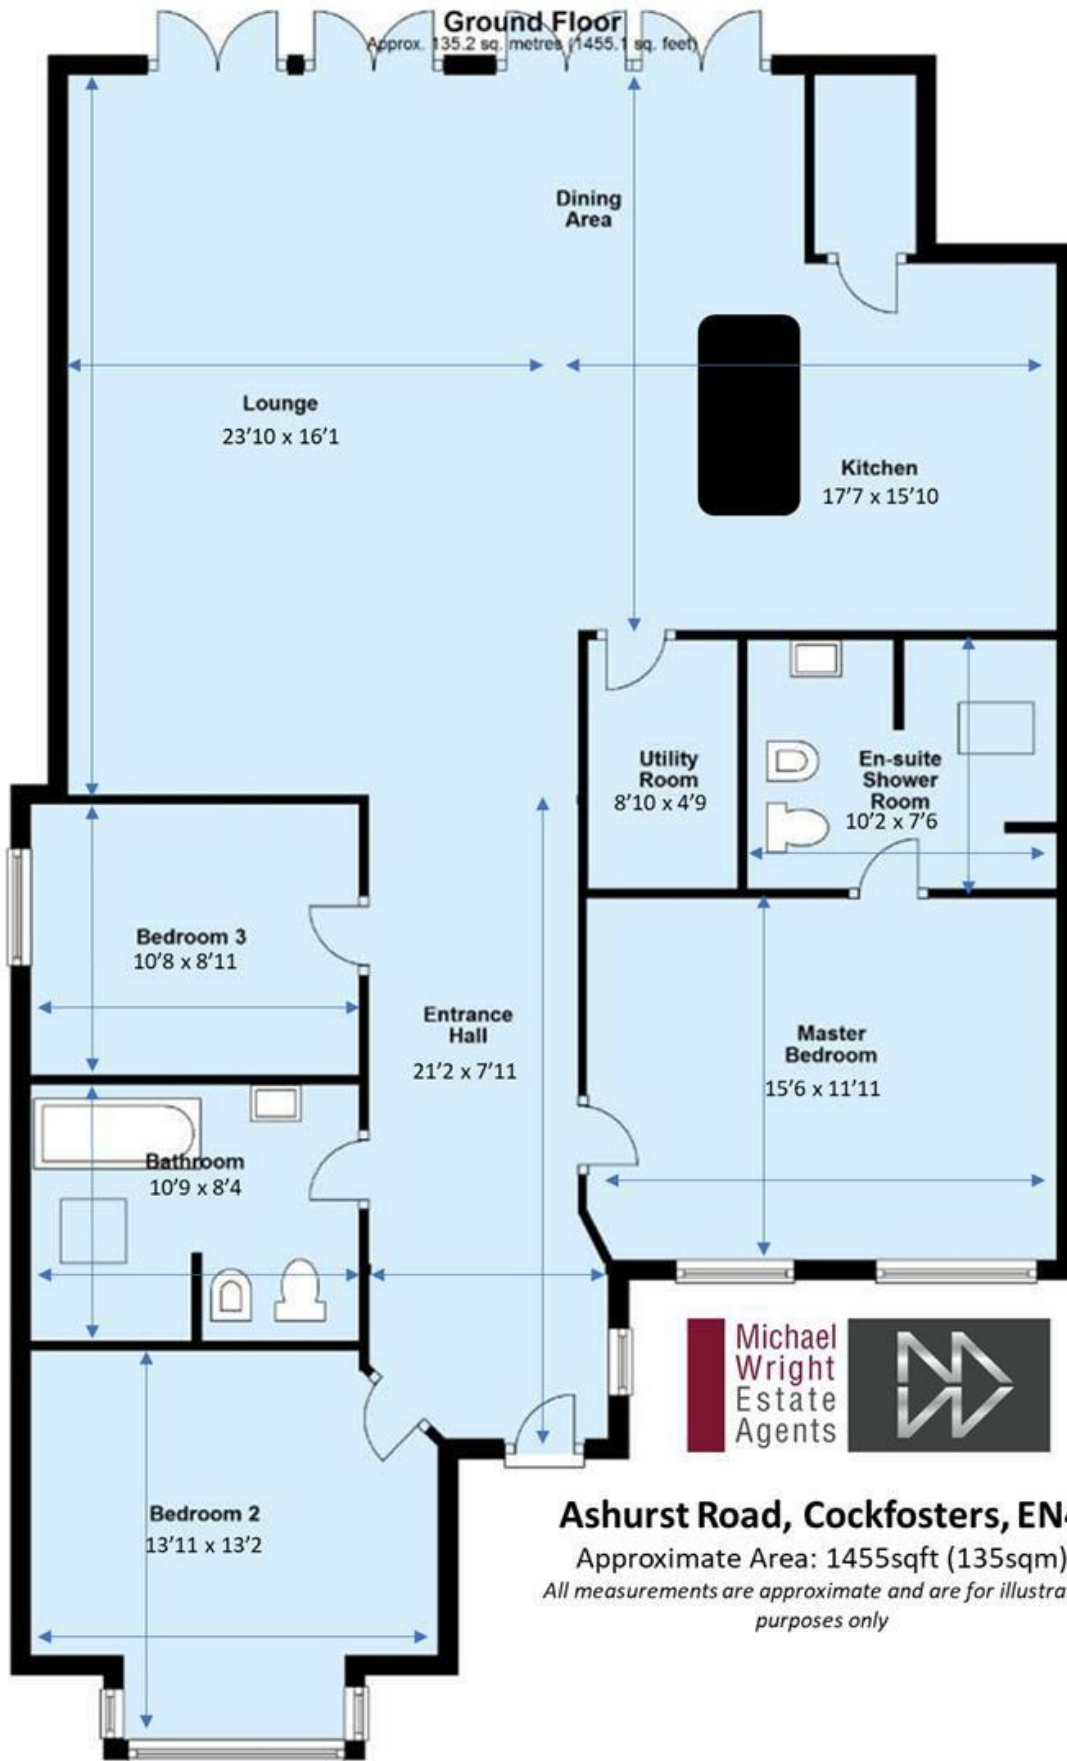 Ground Floor
Approx. 135.2 sq. metres (1455.1 sq. feet)
Dining
Area
Lounge
23'10 x 16'1
Kitchen
17'7 x 15'10
Utility
Room
8'10 x 4'9
En-suite
Shower
Room
10'2 x 7'6
Bedroom 3
10'8 x 8'11
Entrance
Hall
21'2 x 7'11
Master
Bedroom
15'6 x 11'11
Bathroom
10'9 x 8'4
Michael
Wright
Estate
Agents
Bedroom 2
13'11 x 13'2
Ashurst Road, Cockfosters, EN4
Approximate Area: 1455sqft (135sqm)
All measurements are approximate and are for illustra
purposes only